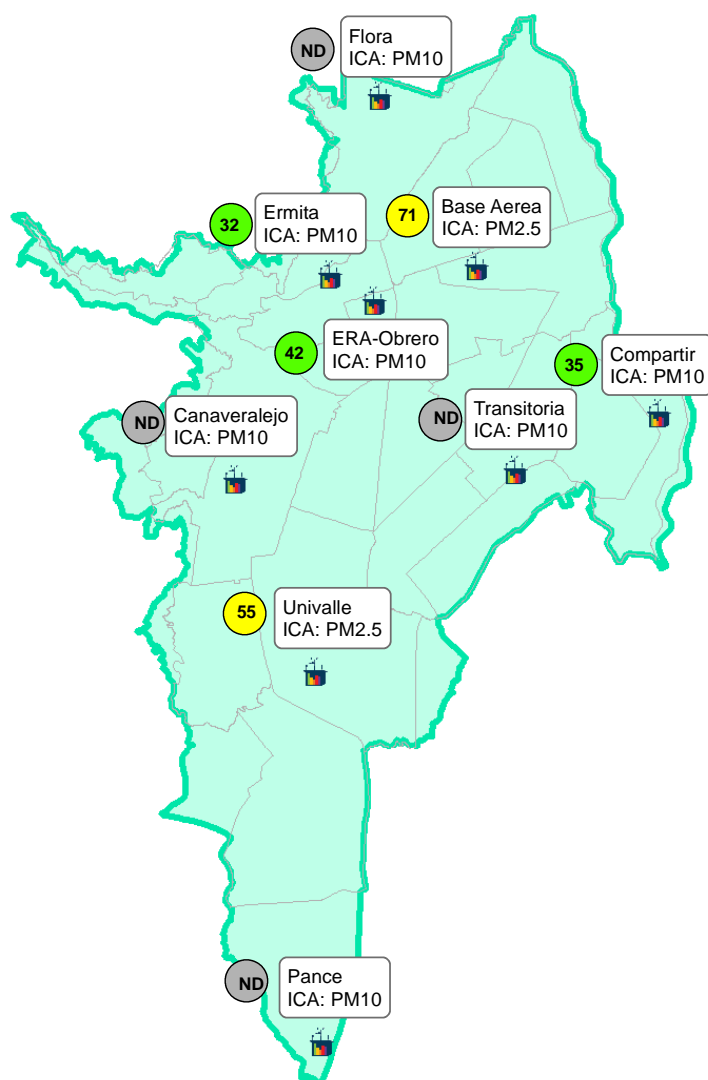 ND
Flora
ICA: PM10
32
Ermita
ICA: PM10
71
Base Aerea
ICA: PM2.5
42
ERA-Obrero
ICA: PM10
35
Compartir
ICA: PM10
ND
Canaveralejo
ICA: PM10
ND
Transitoria
ICA: PM10
55
Univalle
ICA: PM2.5
ND
Pance
ICA: PM10